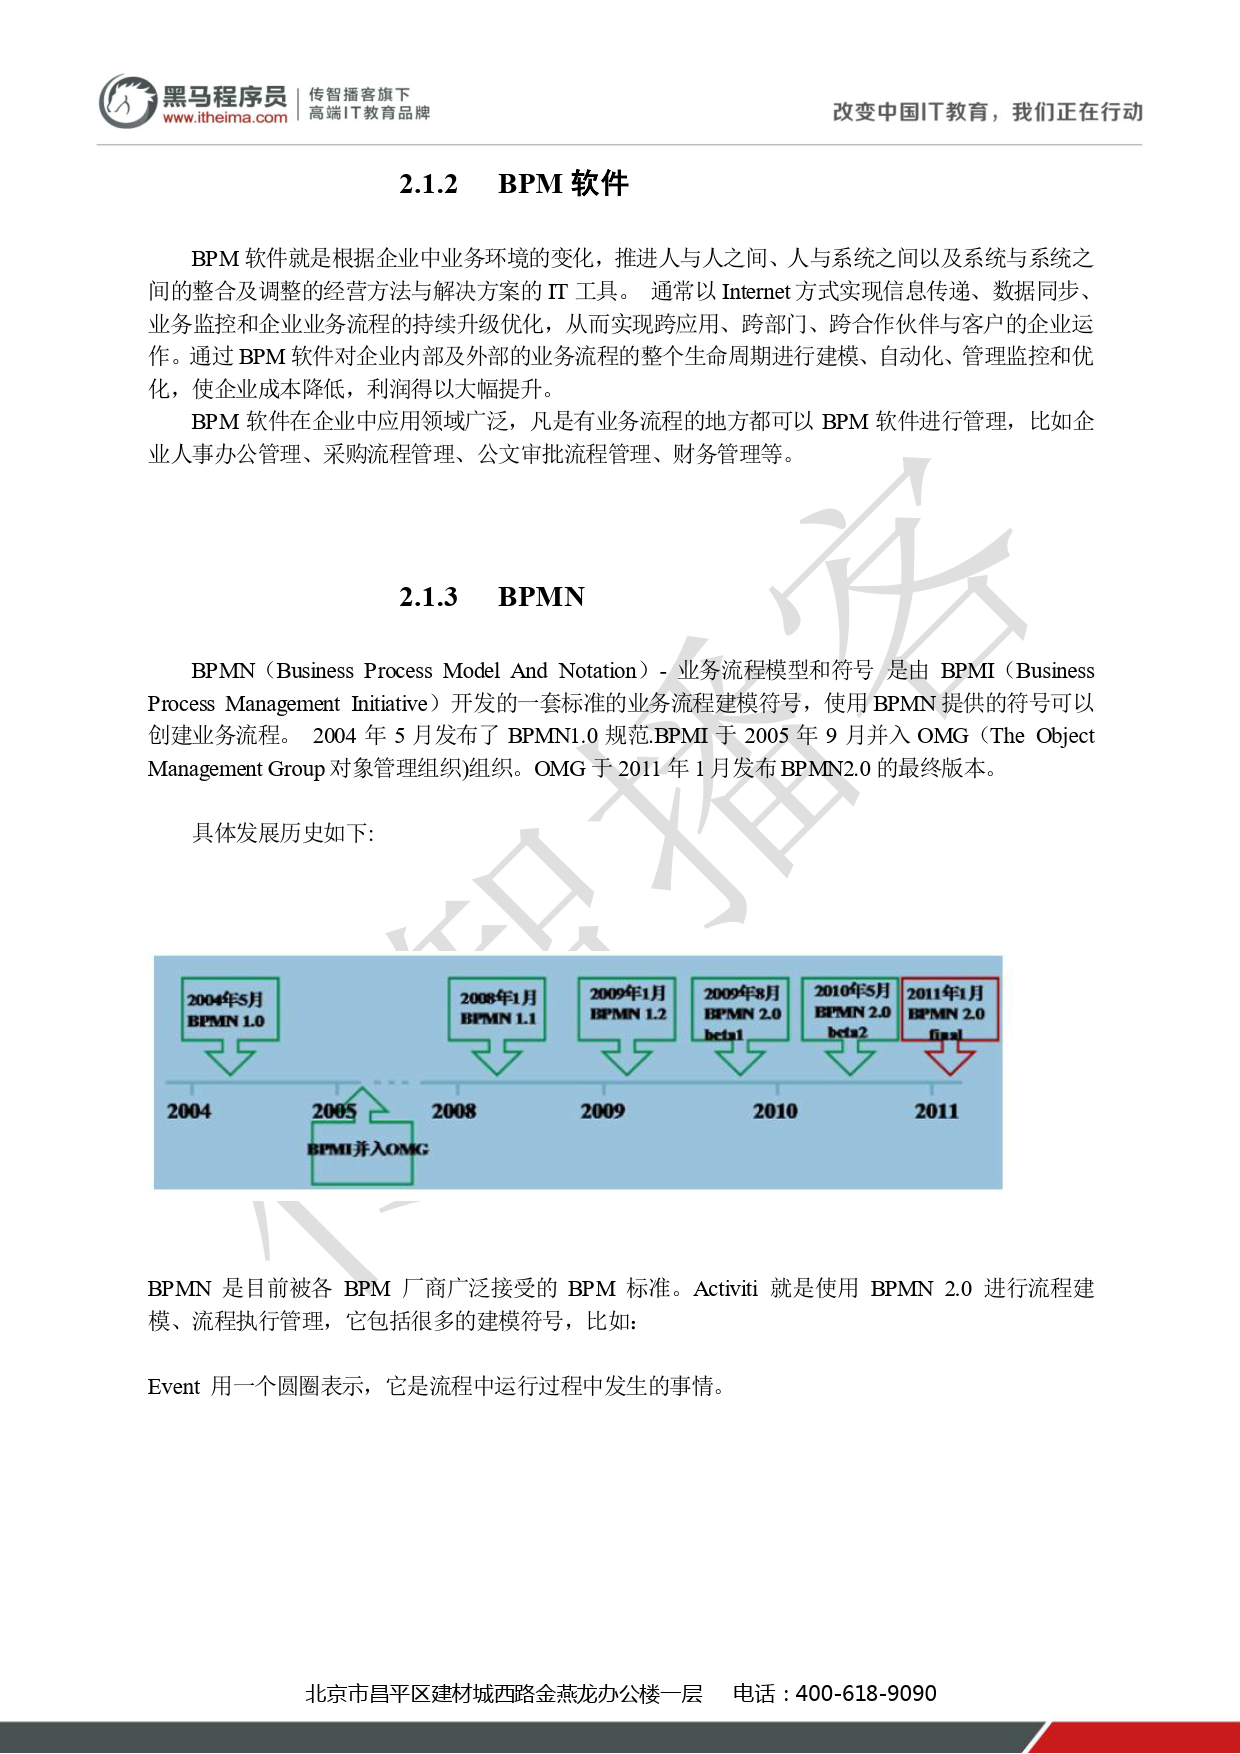 黑马程序员
www.itheima.com
传智播客旗下
高端IT教育品牌
改变中国IT教育，我们正在行动
2.1.2 BPM 软件
BPM 软件就是根据企业中业务环境的变化，推进人与人之间、人与系统之间以及系统与系统之
间的整合及调整的经营方法与解决方案的 IT 工具。 通常以 Internet 方式实现信息传递、数据同步、
业务监控和企业业务流程的持续升级优化，从而实现跨应用、跨部门、跨合作伙伴与客户的企业运
作。通过 BPM 软件对企业内部及外部的业务流程的整个生命周期进行建模、自动化、管理监控和优
化，使企业成本降低，利润得以大幅提升。
BPM 软件在企业中应用领域广泛，凡是有业务流程的地方都可以 BPM 软件进行管理，比如企
业人事办公管理、采购流程管理、公文审批流程管理、财务管理等。
2.1.3 BPMN
BPMN（Business Process Model And Notation）- 业务流程模型和符号 是由 BPMI（Business
Process Management Initiative）开发的一套标准的业务流程建模符号，使用 BPMN 提供的符号可以
创建业务流程。 2004 年 5 月发布了 BPMN1.0 规范.BPMI 于 2005 年 9 月并入 OMG（The Object
Management Group 对象管理组织)组织。OMG 于 2011 年 1 月发布 BPMN2.0 的最终版本。
具体发展历史如下:
2004年5月
BPMN 1.0
2008年1月
BPMN 1.1
2009年1月
BPMN 1.2
2009年8月
BPMN 2.0
beta1
2010年5月
BPMN 2.0
beta2
2011年1月
BPMN 2.0
final
2004 2005 2008 2009 2010 2011
BPMI并入OMG
BPMN 是目前被各 BPM 厂商广泛接受的 BPM 标准。Activiti 就是使用 BPMN 2.0 进行流程建
模、流程执行管理，它包括很多的建模符号，比如：
Event 用一个圆圈表示，它是流程中运行过程中发生的事情。
传智播客
北京市昌平区建材城西路金燕龙办公楼一层 电话：400-618-9090